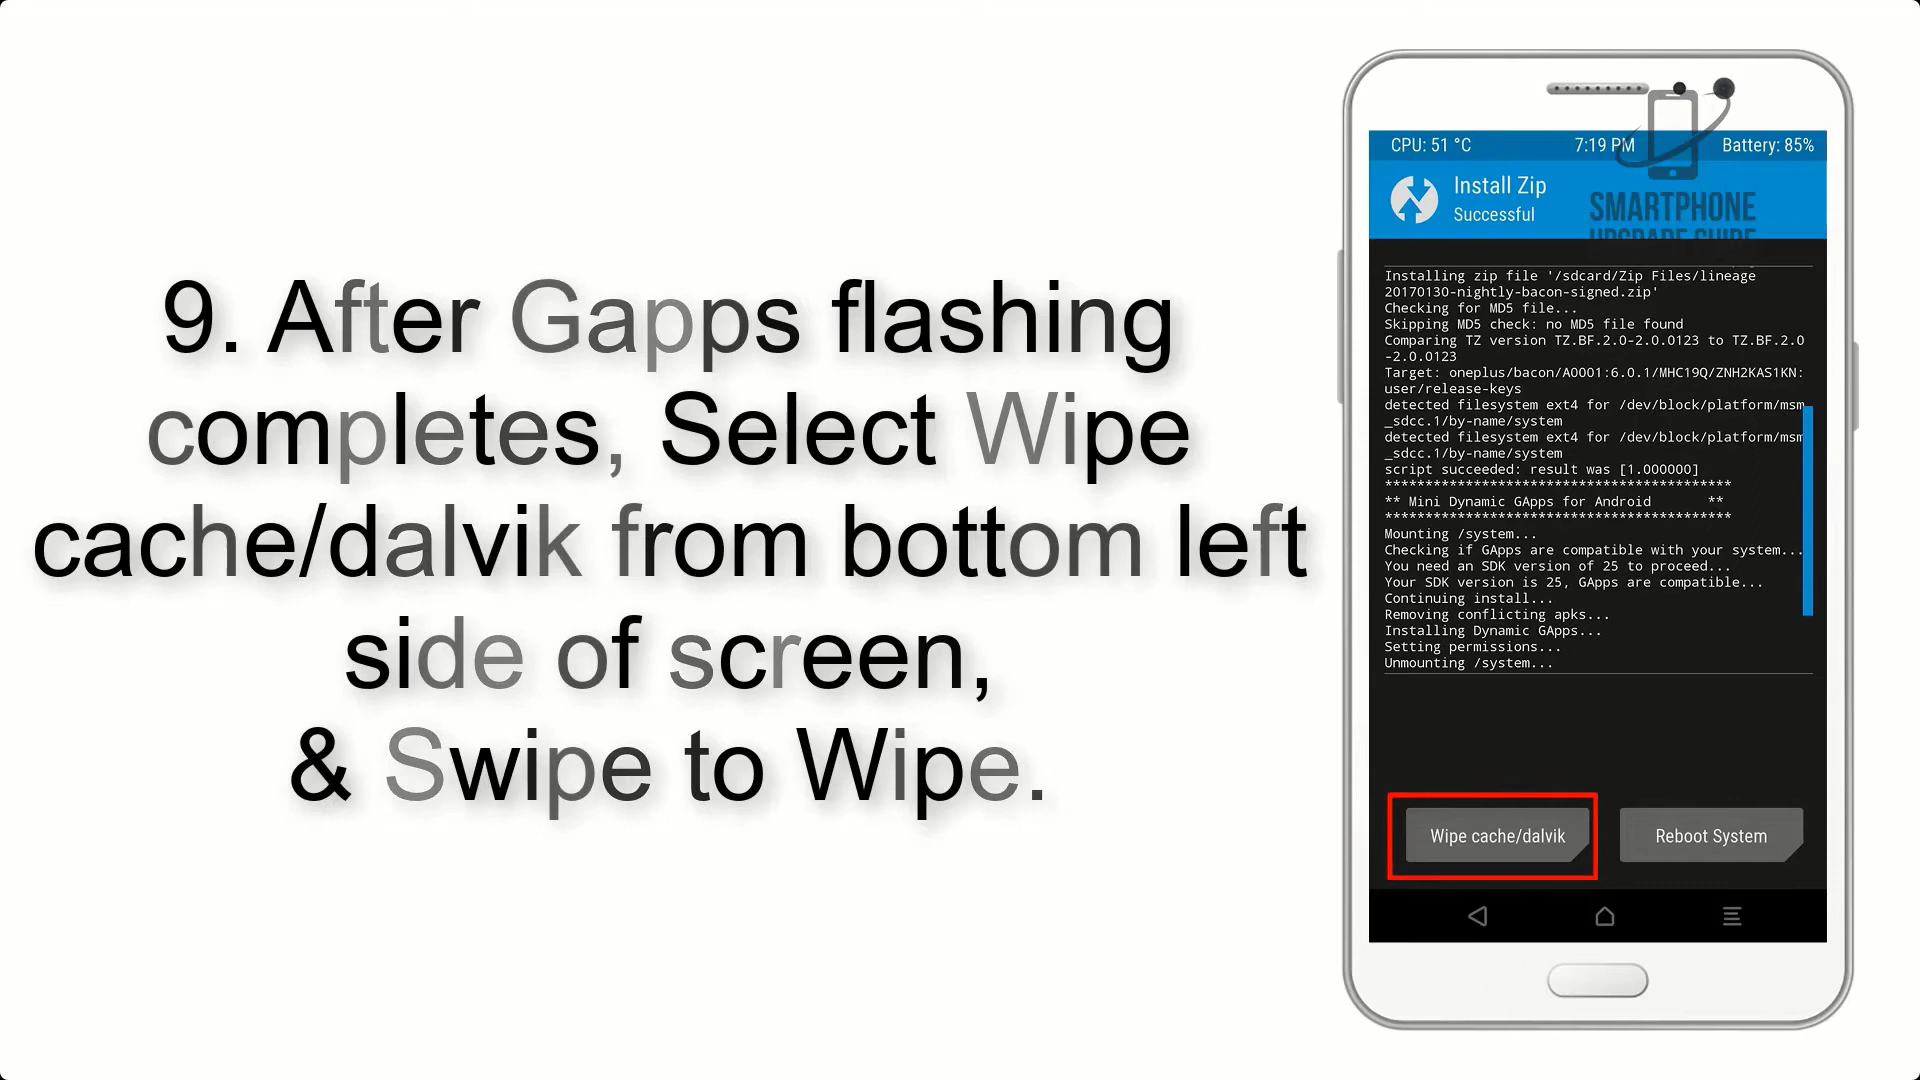 9. After Gapps flashing
completes, Select Wipe
cache/dalvik from bottom left
side of screen,
& Swipe to Wipe.
CPU: 51 °C 7:19 PM Battery: 85%
Install Zip
Successful
SMARTPHONE
UPGRADE GUIDE
Installing zip file '/sdcard/Zip Files/lineage
20170130-nightly-bacon-signed.zip'
Checking for MD5 file...
Skipping MD5 check: no MD5 file found
Comparing TZ version TZ.BF.2.0-2.0.0123 to TZ.BF.2.0
-2.0.0123
Target: oneplus/bacon/A0001:6.0.1/MHC19Q/ZNH2KAS1KN:
user/release-keys
detected filesystem ext4 for /dev/block/platform/msm
_sdcc.1/by-name/system
detected filesystem ext4 for /dev/block/platform/msm
_sdcc.1/by-name/system
script succeeded: result was [1.000000]
*******************************************
** Mini Dynamic GApps for Android **
*******************************************
Mounting /system...
Checking if GApps are compatible with your system...
You need an SDK version of 25 to proceed...
Your SDK version is 25, GApps are compatible...
Continuing install...
Removing conflicting apks...
Installing Dynamic GApps...
Setting permissions...
Unmounting /system...
Wipe cache/dalvik Reboot System